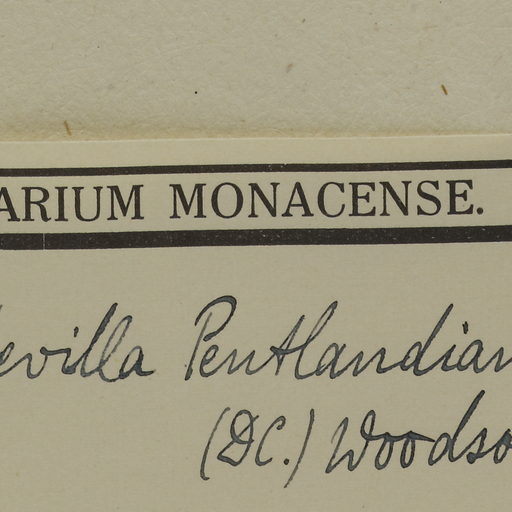 ARIUM MONACENSE.
evilla Pentlandian
(DC.) Woodso